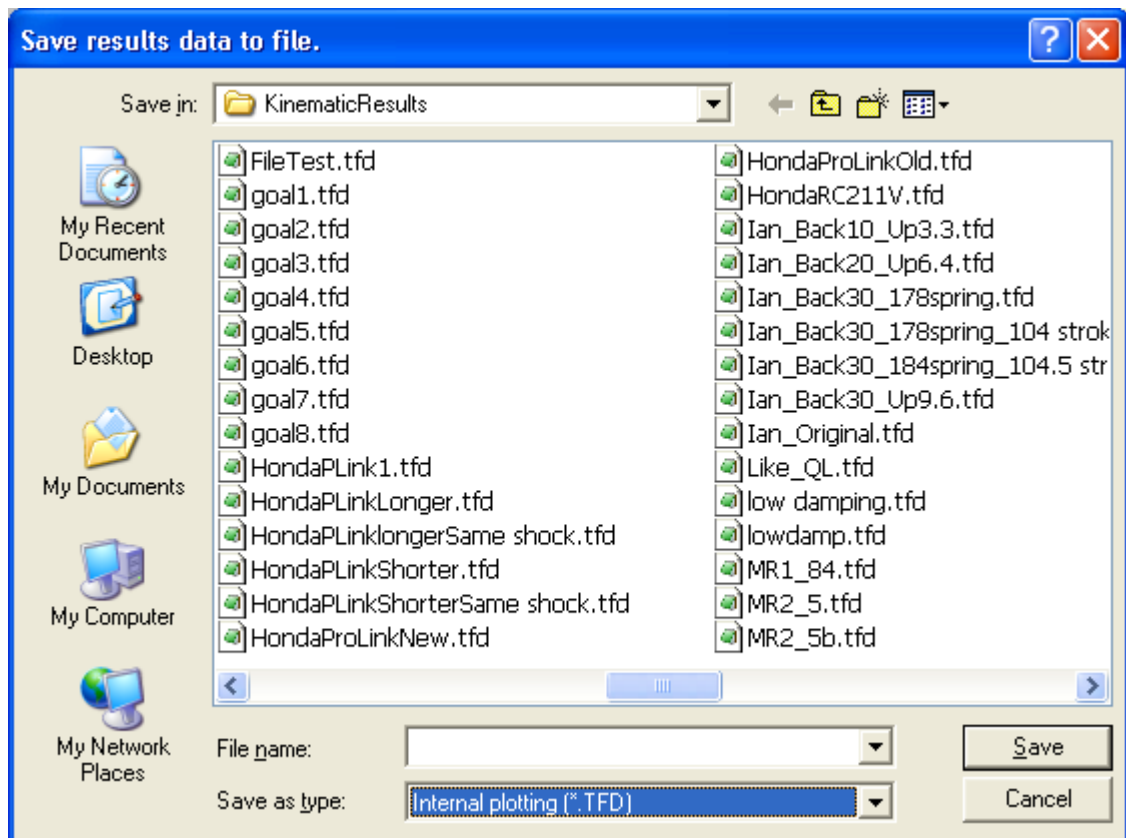 Save results data to file.
Save in: KinematicResults
My Recent
Documents
Desktop
My Documents
My Computer
My Network
Places
FileTest.tfd
goal1.tfd
goal2.tfd
goal3.tfd
goal4.tfd
goal5.tfd
goal6.tfd
goal7.tfd
goal8.tfd
HondaPLink1.tfd
HondaPLinkLonger.tfd
HondaPLinklongerSame shock.tfd
HondaPLinkShorter.tfd
HondaPLinkShorterSame shock.tfd
HondaProLinkNew.tfd
HondaProLinkOld.tfd
HondaRC211V.tfd
Ian_Back10_Up3.3.tfd
Ian_Back20_Up6.4.tfd
Ian_Back30_178spring.tfd
Ian_Back30_178spring_104 strok
Ian_Back30_184spring_104.5 str
Ian_Back30_Up9.6.tfd
Ian_Original.tfd
Like_QL.tfd
low damping.tfd
lowdamp.tfd
MR1_84.tfd
MR2_5.tfd
MR2_5b.tfd
File name:
Save
Save as type: Internal plotting (*.TFD)
Cancel